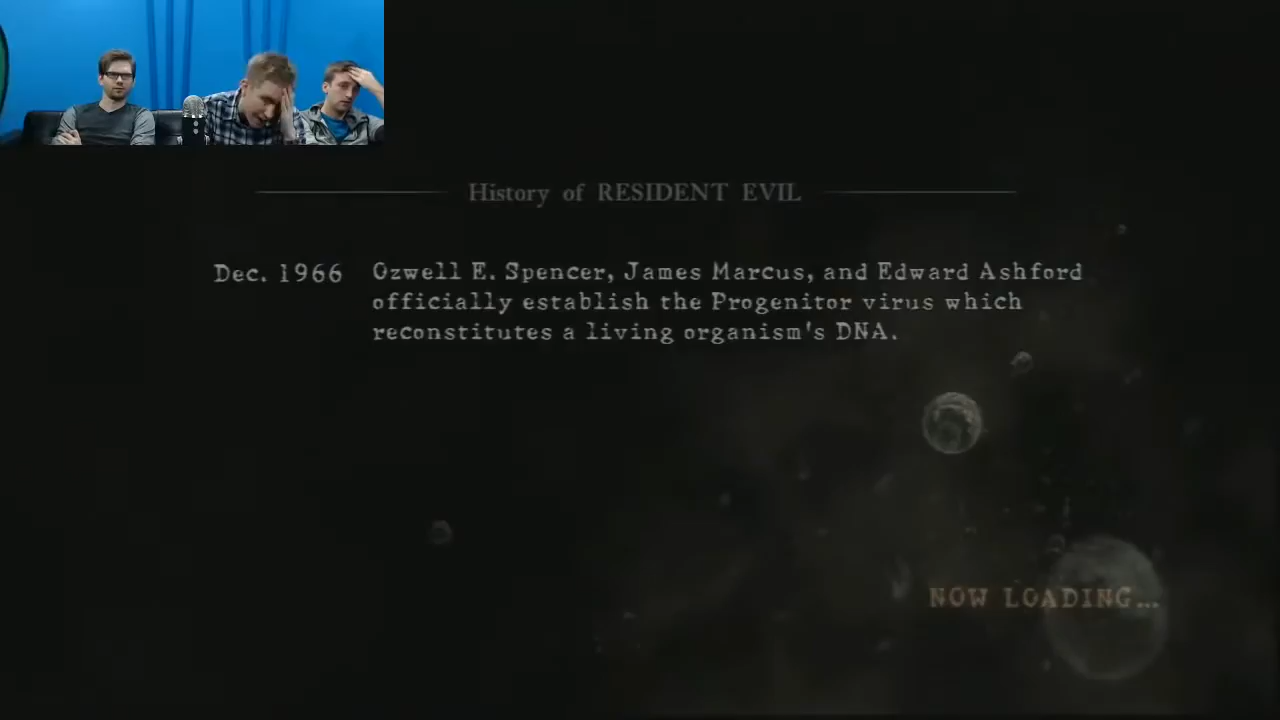 History of RESIDENT EVIL
Dec. 1966 Ozwell E. Spencer, James Marcus, and Edward Ashford
officially establish the Progenitor virus which
reconstitutes a living organism's DNA.
NOW LOADING...